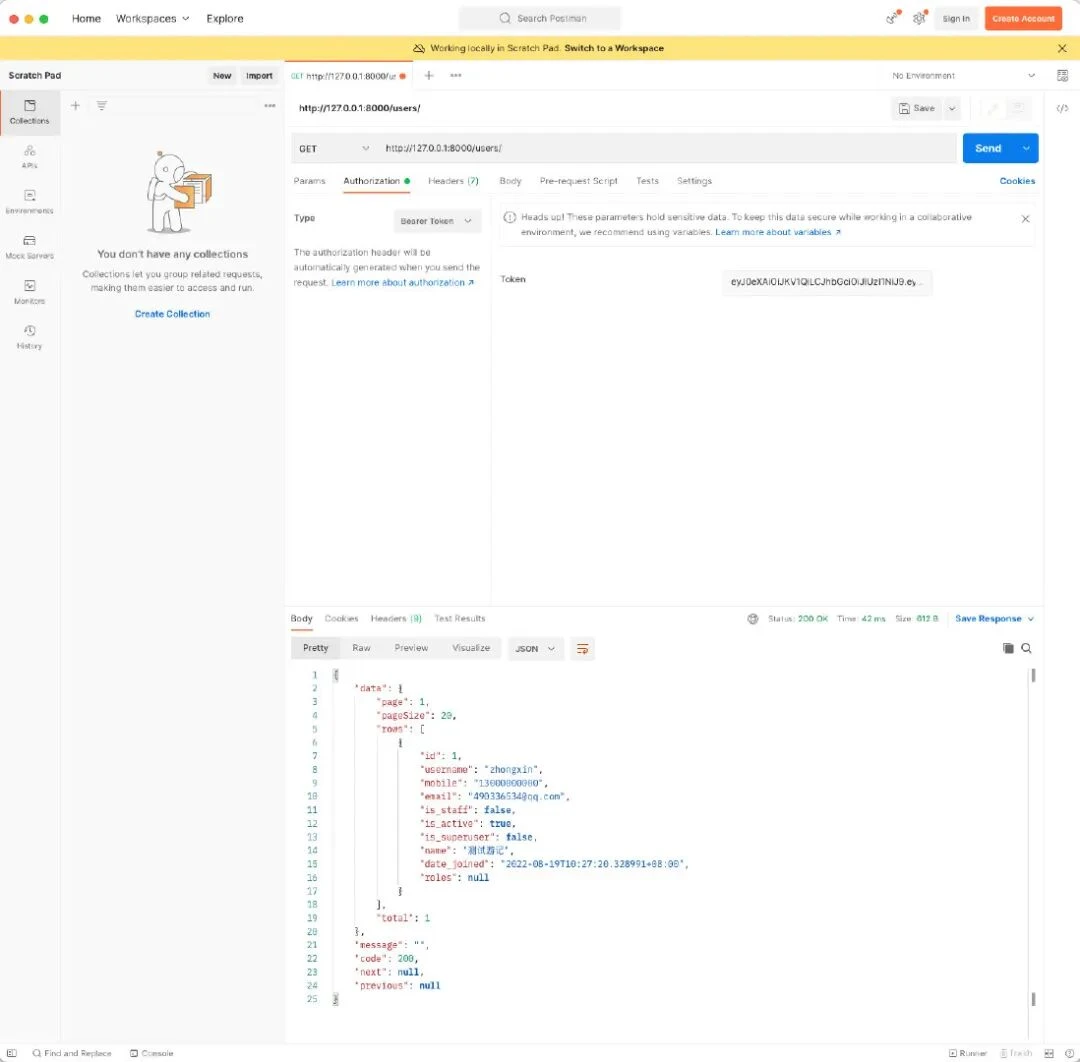 Home
Workspaces
Explore
Search Postman
Sign In
Create Account
Working locally in Scratch Pad. Switch to a Workspace
Scratch Pad
New
Import
GET http://127.0.0.1:8000/us
No Environment
Collections
APIs
Environments
Mock Servers
Monitors
History
You don't have any collections
Collections let you group related requests,
making them easier to access and run.
Create Collection
http://127.0.0.1:8000/users/
Save
GET
http://127.0.0.1:8000/users/
Send
Params
Authorization
Headers (7)
Body
Pre-request Script
Tests
Settings
Cookies
Type
Bearer Token
The authorization header will be
automatically generated when you send the
request. Learn more about authorization ↗
Heads up! These parameters hold sensitive data. To keep this data secure while working in a collaborative
environment, we recommend using variables. Learn more about variables ↗
Token
Body
Cookies
Headers (9)
Test Results
Status: 200 OK
Time: 42 ms
Size: 612 B
Save Response
Pretty
Raw
Preview
Visualize
JSON
1 {
2 "data": {
3 "page": 1,
4 "pageSize": 20,
5 "rows": [
6 {
7 "id": 1,
8 "username": "zhongxin",
9 "mobile": "13000000000",
10 "email": "490336534@qq.com",
11 "is_staff": false,
12 "is_active": true,
13 "is_superuser": false,
14 "name": "测试游记",
15 "date_joined": "2022-08-19T10:27:20.328991+08:00",
16 "roles": null
17 }
18 ],
19 "total": 1
20 },
21 "message": "",
22 "code": 200,
23 "next": null,
24 "previous": null
25 }
Find and Replace
Console
Runner
Trash